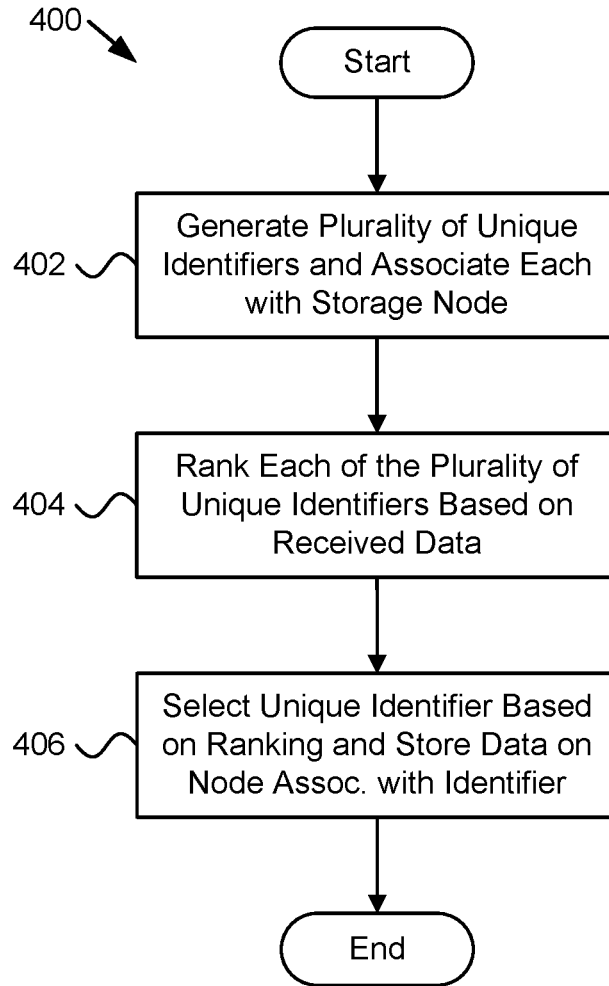 400
Start
402
Generate Plurality of Unique
Identifiers and Associate Each
with Storage Node
404
Rank Each of the Plurality of
Unique Identifiers Based on
Received Data
406
Select Unique Identifier Based
on Ranking and Store Data on
Node Assoc. with Identifier
End